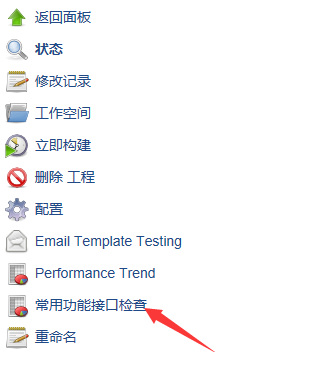 返回面板
状态
修改记录
工作空间
立即构建
删除 工程
配置
Email Template Testing
Performance Trend
常用功能接口检查
重命名